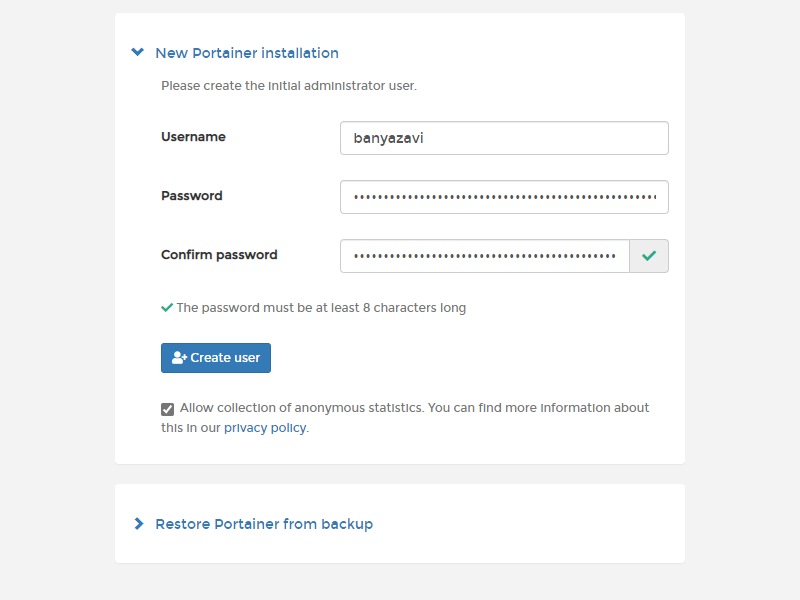 New Portainer installation
Please create the initial administrator user.
Username
banyazavi
Password
Confirm password
The password must be at least 8 characters long
Create user
Allow collection of anonymous statistics. You can find more information about
this in our privacy policy.
Restore Portainer from backup